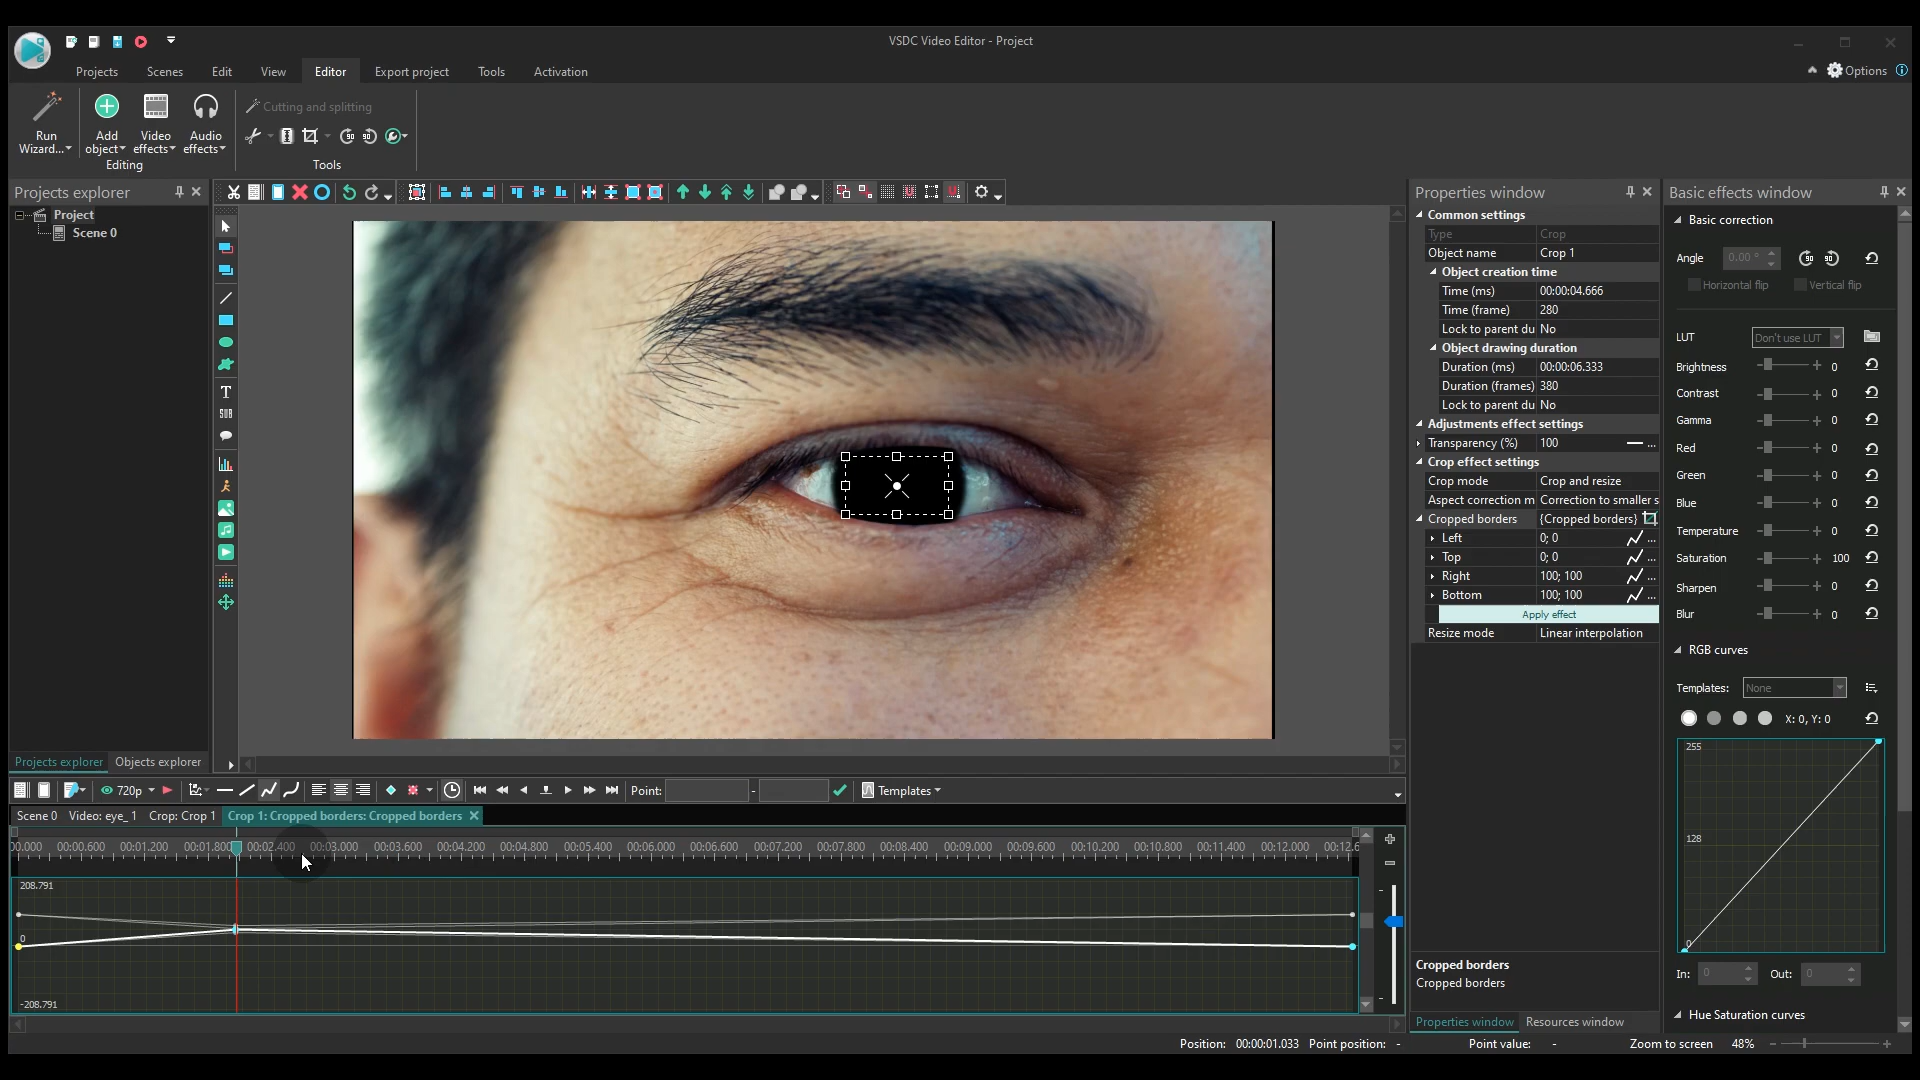 VSDC Video Editor - Project
Projects Scenes Edit View Editor Export project Tools Activation
Options
Run Wizard...
Add object
Video effects
Audio effects
Editing
Cutting and splitting
Tools
Projects explorer
Project
Scene 0
Projects explorer Objects explorer
T
SUB
Properties window
Common settings
Type Crop
Object name Crop 1
Object creation time
Time (ms) 00:00:04.666
Time (frame) 280
Lock to parent du No
Object drawing duration
Duration (ms) 00:00:06.333
Duration (frames) 380
Lock to parent du No
Adjustments effect settings
Transparency (%) 100 ...
Crop effect settings
Crop mode Crop and resize
Aspect correction m Correction to smaller s
Cropped borders {Cropped borders}
Left 0; 0 ...
Top 0; 0 ...
Right 100; 100 ...
Bottom 100; 100 ...
Apply effect
Resize mode Linear interpolation
Cropped borders
Cropped borders
Properties window Resources window
Basic effects window
Basic correction
Angle 0.00 ° 90 90
Horizontal flip Vertical flip
LUT Don't use LUT
Brightness 0
Contrast 0
Gamma 0
Red 0
Green 0
Blue 0
Temperature 0
Saturation 100
Sharpen 0
Blur 0
RGB curves
Templates: None
X: 0, Y: 0
255
128
0
In: 0 Out: 0
Hue Saturation curves
720p Point: - Templates
Scene 0 Video: eye_ 1 Crop: Crop 1 Crop 1: Cropped borders: Cropped borders
00:00.600 00:01.200 00:02.400 00:03.000 00:03.600 00:04.200 00:04.800 00:05.400 00:06.000 00:06.600 00:07.200 00:07.800 00:08.400 00:09.000 00:09.600 00:10.200 00:10.800 00:11.400 00:12.000
208.791
0
-208.791
Position: 00:00:01.033 Point position: - Point value: - Zoom to screen 48%